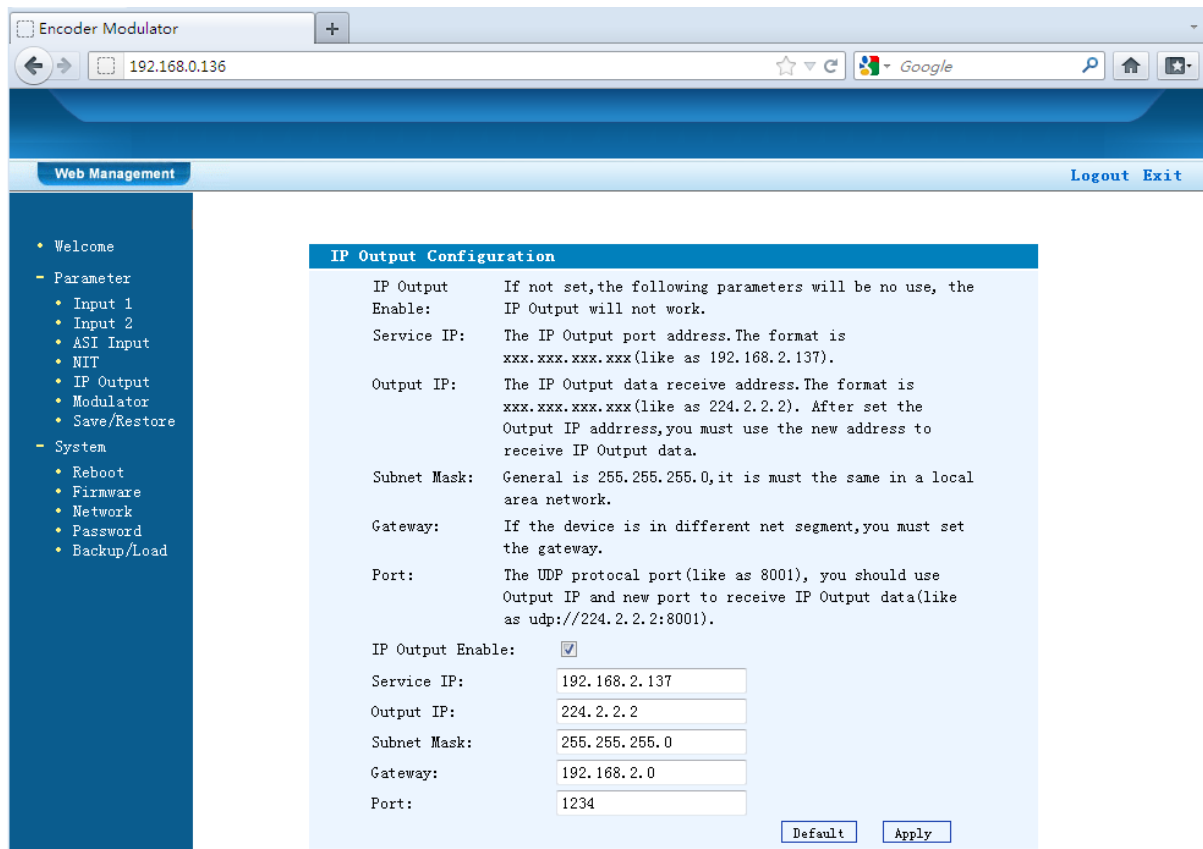 Encoder Modulator
192.168.0.136
Google
Web Management
Logout Exit
Welcome
Parameter
Input 1
Input 2
ASI Input
NIT
IP Output
Modulator
Save/Restore
System
Reboot
Firmware
Network
Password
Backup/Load
IP Output Configuration
IP Output Enable: If not set,the following parameters will be no use, the
IP Output will not work.
Service IP: The IP Output port address.The format is
xxx.xxx.xxx.xxx(like as 192.168.2.137).
Output IP: The IP Output data receive address.The format is
xxx.xxx.xxx.xxx(like as 224.2.2.2). After set the
Output IP addrress,you must use the new address to
receive IP Output data.
Subnet Mask: General is 255.255.255.0,it is must the same in a local
area network.
Gateway: If the device is in different net segment,you must set
the gateway.
Port: The UDP protocal port(like as 8001), you should use
Output IP and new port to receive IP Output data(like
as udp://224.2.2.2:8001).
IP Output Enable:
Service IP: 192.168.2.137
Output IP: 224.2.2.2
Subnet Mask: 255.255.255.0
Gateway: 192.168.2.0
Port: 1234
Default Apply